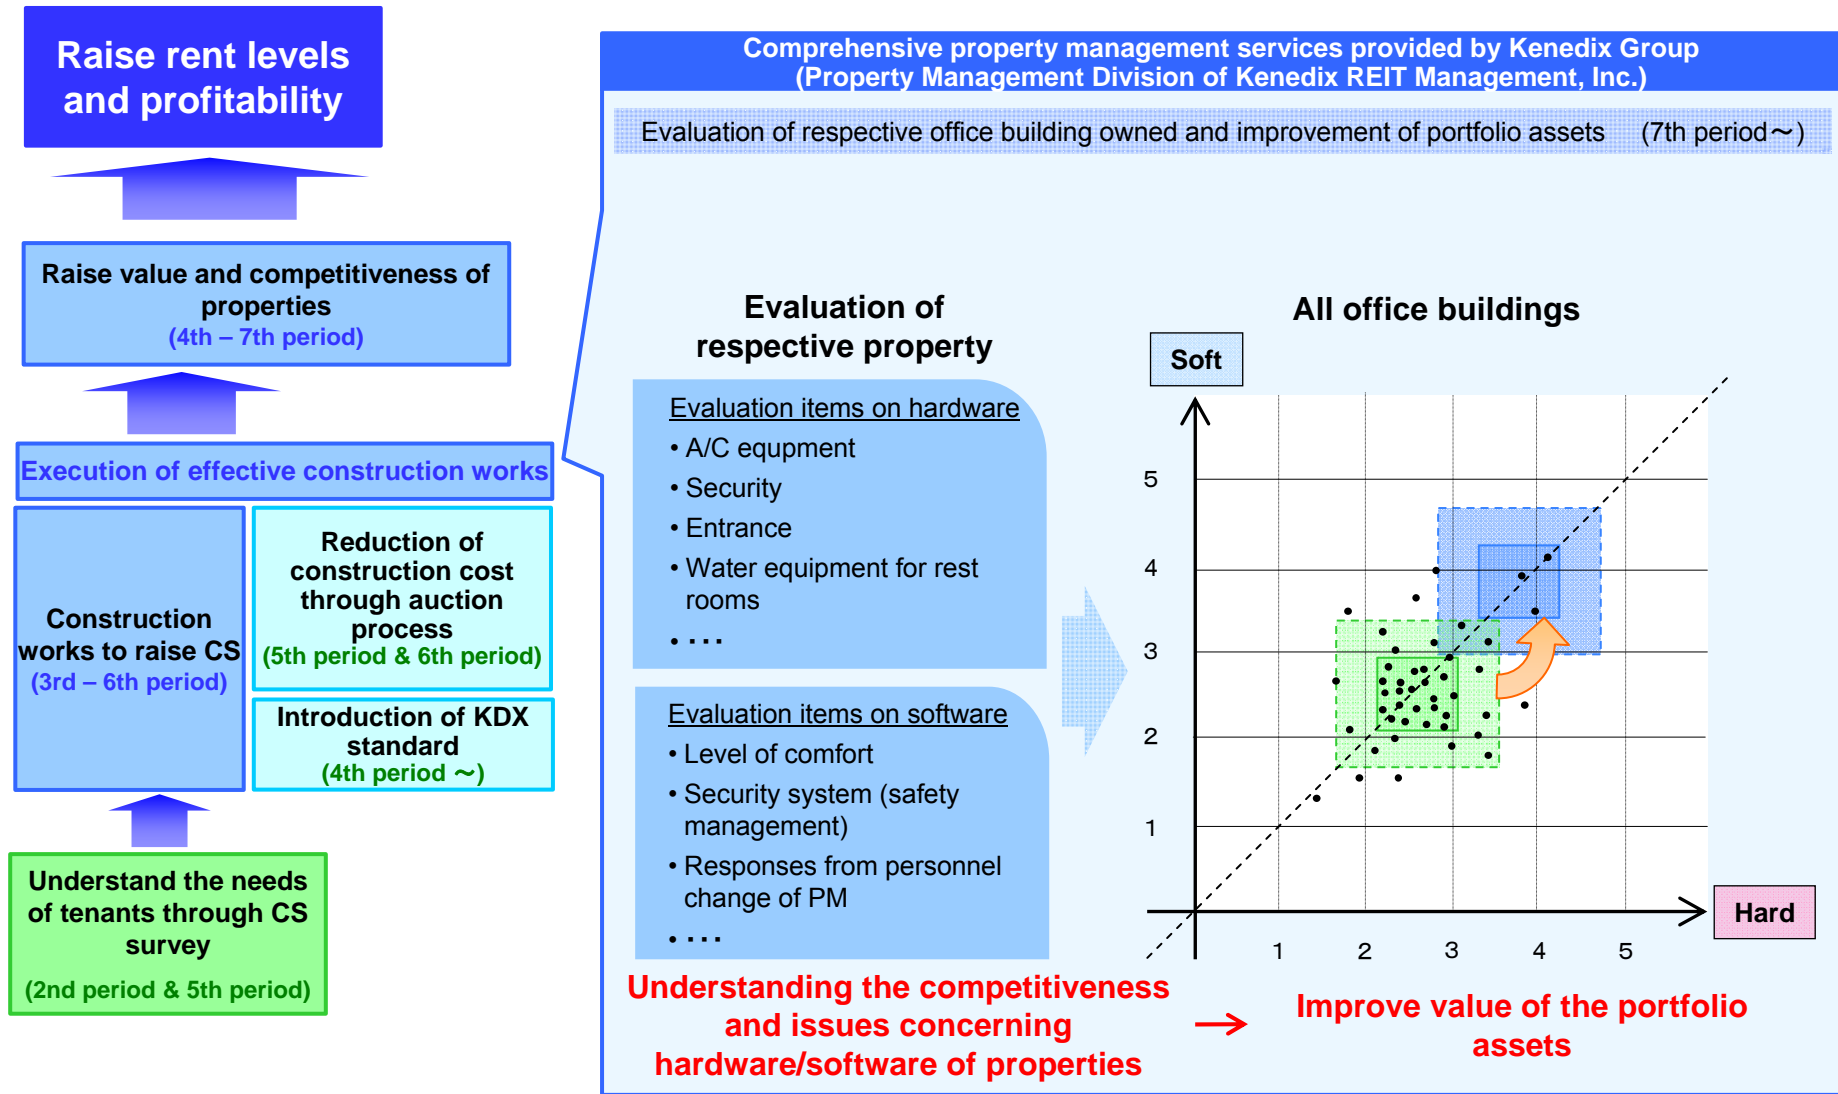 Raise rent levels
and profitability
Raise value and competitiveness of
properties
(4th – 7th period)
Execution of effective construction works
Construction
works to raise CS
(3rd – 6th period)
Reduction of
construction cost
through auction
process
(5th period & 6th period)
Introduction of KDX
standard
(4th period ～)
Understand the needs
of tenants through CS
survey
(2nd period & 5th period)
Comprehensive property management services provided by Kenedix Group
(Property Management Division of Kenedix REIT Management, Inc.)
Evaluation of respective office building owned and improvement of portfolio assets (7th period～)
Evaluation of
respective property
Evaluation items on hardware
• A/C equpment
• Security
• Entrance
• Water equipment for rest
rooms
• ･･･
Evaluation items on software
• Level of comfort
• Security system (safety
management)
• Responses from personnel
change of PM
• ･･･
Understanding the competitiveness
and issues concerning
hardware/software of properties
All office buildings
Soft
5
4
3
2
1
1 2 3 4 5
Hard
Improve value of the portfolio
assets